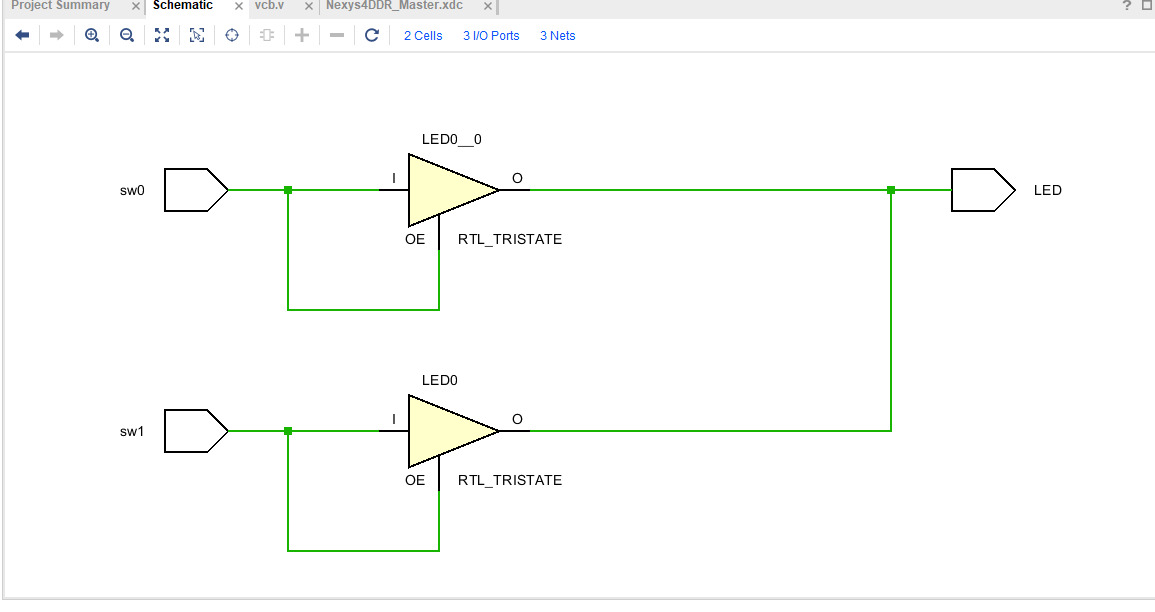 Project Summary × Schematic × vcb.v × Nexys4DDR_Master.xdc × ?
2 Cells 3 I/O Ports 3 Nets
LED0__0
sw0 I O LED
OE RTL_TRISTATE
LED0
sw1 I O
OE RTL_TRISTATE